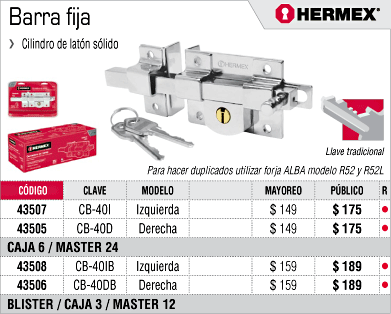 Barra fija
HERMEX®
Cilindro de latón sólido
HERMEX
HERMEX
Llave tradicional
Para hacer duplicados utilizar forja ALBA modelo R52 y R52L
CÓDIGO CLAVE MODELO MAYOREO PÚBLICO R
43507 CB-40I Izquierda $ 149 $ 175
43505 CB-40D Derecha $ 149 $ 175
CAJA 6 / MASTER 24
43508 CB-40IB Izquierda $ 159 $ 189
43506 CB-40DB Derecha $ 159 $ 189
BLISTER / CAJA 3 / MASTER 12